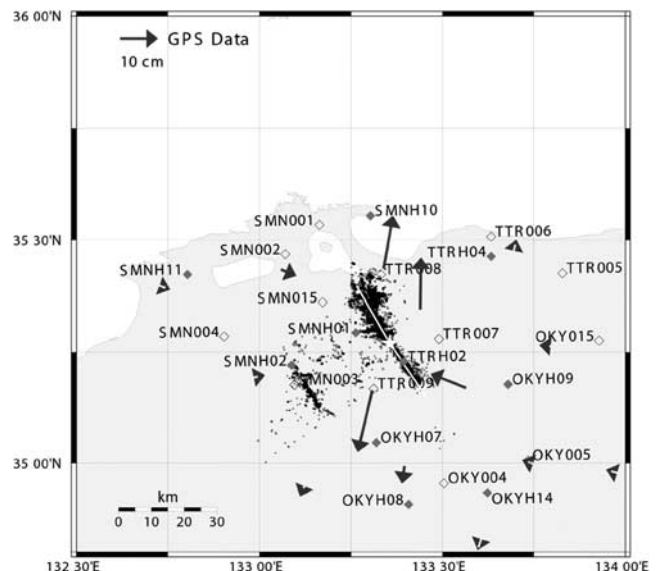 36 00'N
GPS Data
10 cm
SMNH10
SMN001
TTR006
35 30'N
SMN002
TTRH04
SMNH11
TTR008
TTR005
SMN015
SMN004
SMNH01
TTR007
OKY015
SMNH02
TTRH02
SMN003
TTR009
OKYH09
OKYH07
35 00'N
OKY005
OKY004
km
OKYH08
OKYH14
0 10 20 30
132 30'E
133 00'E
133 30'E
134 00'E